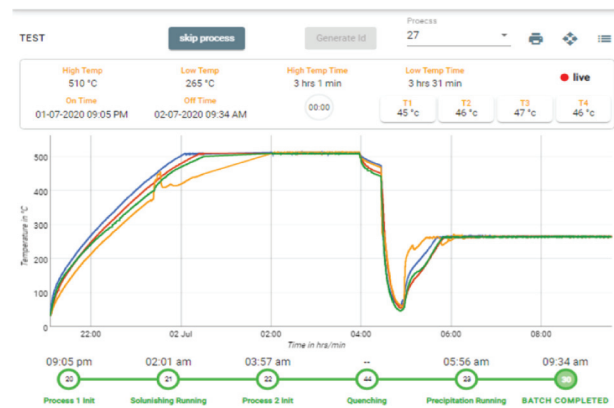 TEST
skip process
Generate Id
Proecss
27
High Temp
510 °C
Low Temp
265 °C
High Temp Time
3 hrs 1 min
Low Temp Time
3 hrs 31 min
live
On Time
01-07-2020 09:05 PM
Off Time
02-07-2020 09:34 AM
00:00
T1
45 °c
T2
46 °c
T3
47 °c
T4
46 °c
Temperature in °C
500
400
300
200
100
0
22:00
02 Jul
02:00
04:00
06:00
08:00
Time in hrs/min
09:05 pm
02:01 am
03:57 am
--
05:56 am
09:34 am
20
21
22
44
29
30
Process 1 Init
Solunishing Running
Process 2 Init
Quenching
Precipitation Running
BATCH COMPLETED